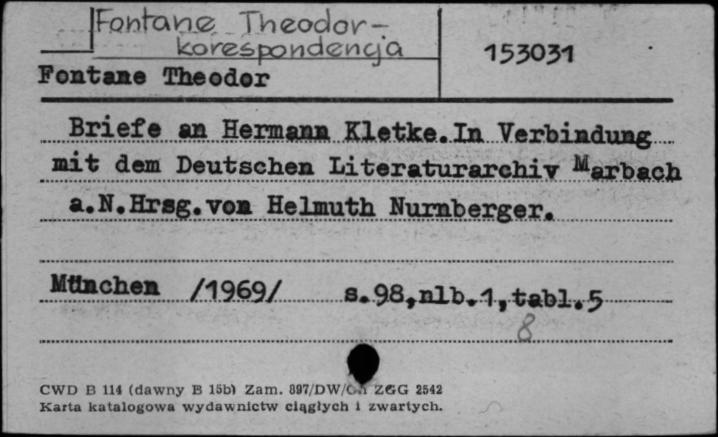 Fontane Theodor-
korespondencja
153031
Fontane Theodor
Briefe an Hermann Kletke.In Verbindung
mit dem Deutschen Literaturarchiv Marbach
a.N.Hrsg.von Helmuth Nurnberger.
München /1969/ s.98,nlb.1,tabl.5
8
CWD B 114 (dawny B 15b) Zam. 897/DW/ ZGG 2542
Karta katalogowa wydawnictw ciągłych i zwartych.